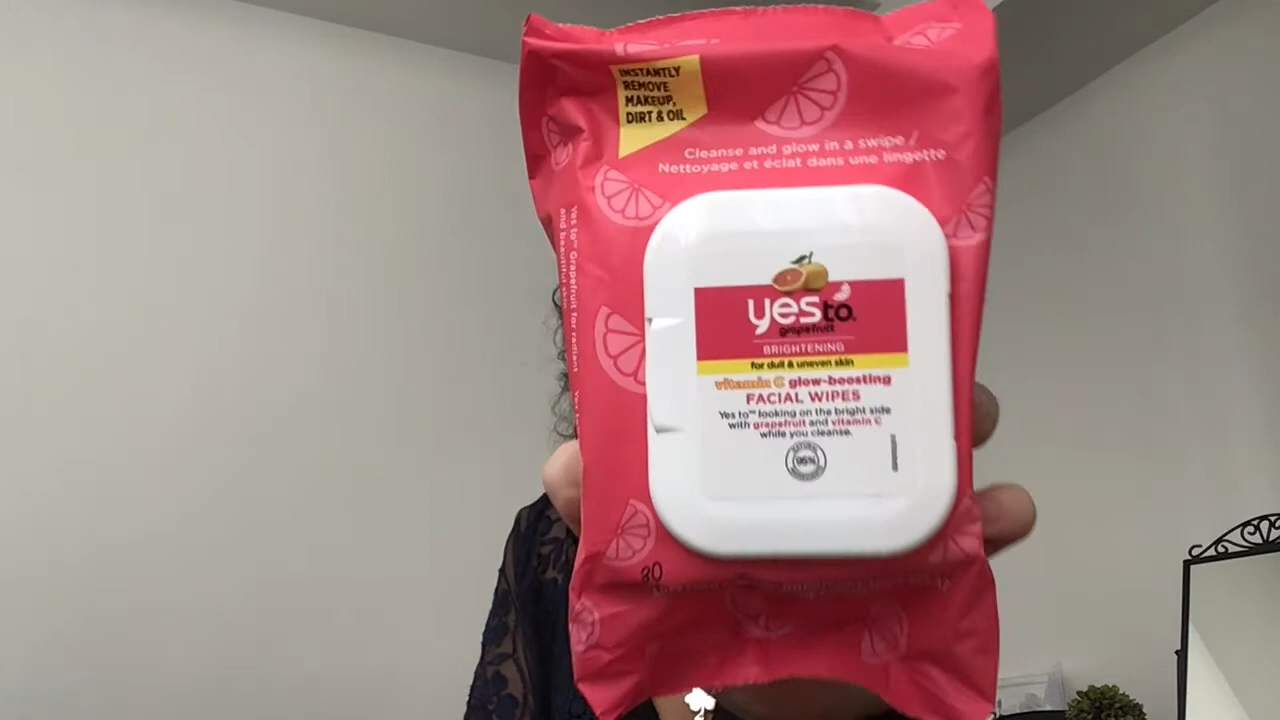 INSTANTLY
REMOVE
MAKEUP,
DIRT & OIL
Cleanse and glow in a swipe /
Nettoyage et éclat dans une lingette
Yes to™ Grapefruit for radiant
and beautiful skin
yes to
grapefruit
BRIGHTENING
for dull & uneven skin
vitamin C glow-boosting
FACIAL WIPES
Yes to™ looking on the bright side
with grapefruit and vitamin C
while you cleanse.
95%
30